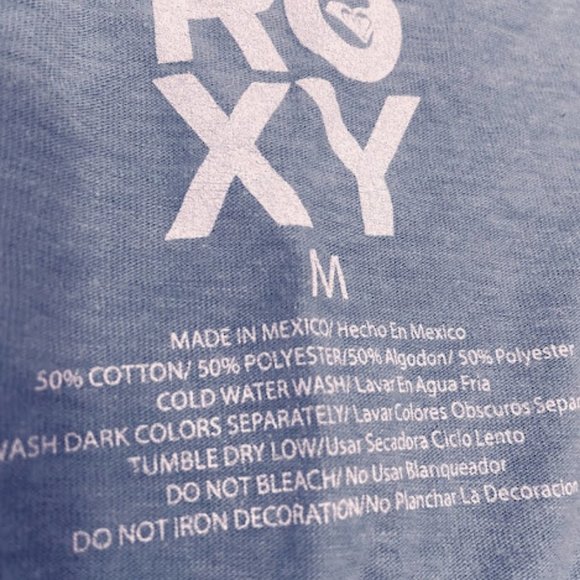 ROXY
M
MADE IN MEXICO/ Hecho En Mexico
50% COTTON/ 50% POLYESTER/50% Algodon/ 50% Polyester
COLD WATER WASH/ Lavar En Agua Fria
WASH DARK COLORS SEPARATELY/ Lavar Colores Obscuros
TUMBLE DRY LOW/Usar Secadora Ciclo Lento
DO NOT BLEACH/ No Usar Blanqueador
DO NOT IRON DECORATION/No Planchar La Decoracion